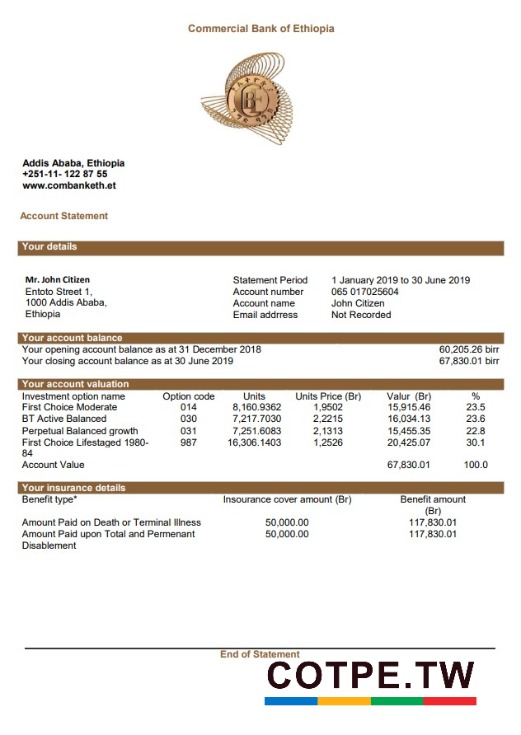 Commercial Bank of Ethiopia
Addis Ababa, Ethiopia
+251-11- 122 87 55
www.combanketh.et
Account Statement
Your details
Mr. John Citizen
Entoto Street 1,
1000 Addis Ababa,
Ethiopia
Statement Period 1 January 2019 to 30 June 2019
Account number 065 017025604
Account name John Citizen
Email addrress Not Recorded
Your account balance
Your opening account balance as at 31 December 2018 60,205.26 birr
Your closing account balance as at 30 June 2019 67,830.01 birr
Your account valuation
Investment option name Option code Units Units Price (Br) Valur (Br) %
First Choice Moderate 014 8,160.9362 1,9502 15,915.46 23.5
BT Active Balanced 030 7,217.7030 2,2215 16,034.13 23.6
Perpetual Balanced growth 031 7,251.6083 2,1313 15,455.35 22.8
First Choice Lifestaged 1980- 987 16,306.1403 1,2526 20,425.07 30.1
84
Account Value 67,830.01 100.0
Your insurance details
Benefit type* Insourance cover amount (Br) Benefit amount
(Br)
Amount Paid on Death or Terminal Illness 50,000.00 117,830.01
Amount Paid upon Total and Permenant 50,000.00 117,830.01
Disablement
End of Statement
COTPE.TW